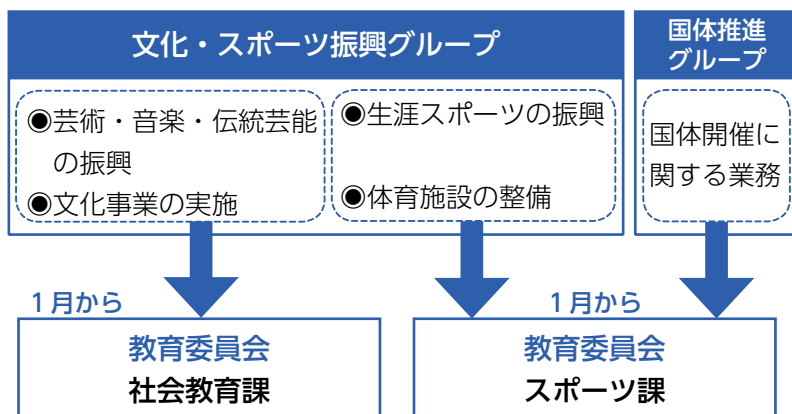 文化・スポーツ振興グループ
国体推進
グループ
◉芸術・音楽・伝統芸能
の振興
◉文化事業の実施
◉生涯スポーツの振興
◉体育施設の整備
国体開催に
関する業務
1月から
教育委員会
社会教育課
1月から
教育委員会
スポーツ課